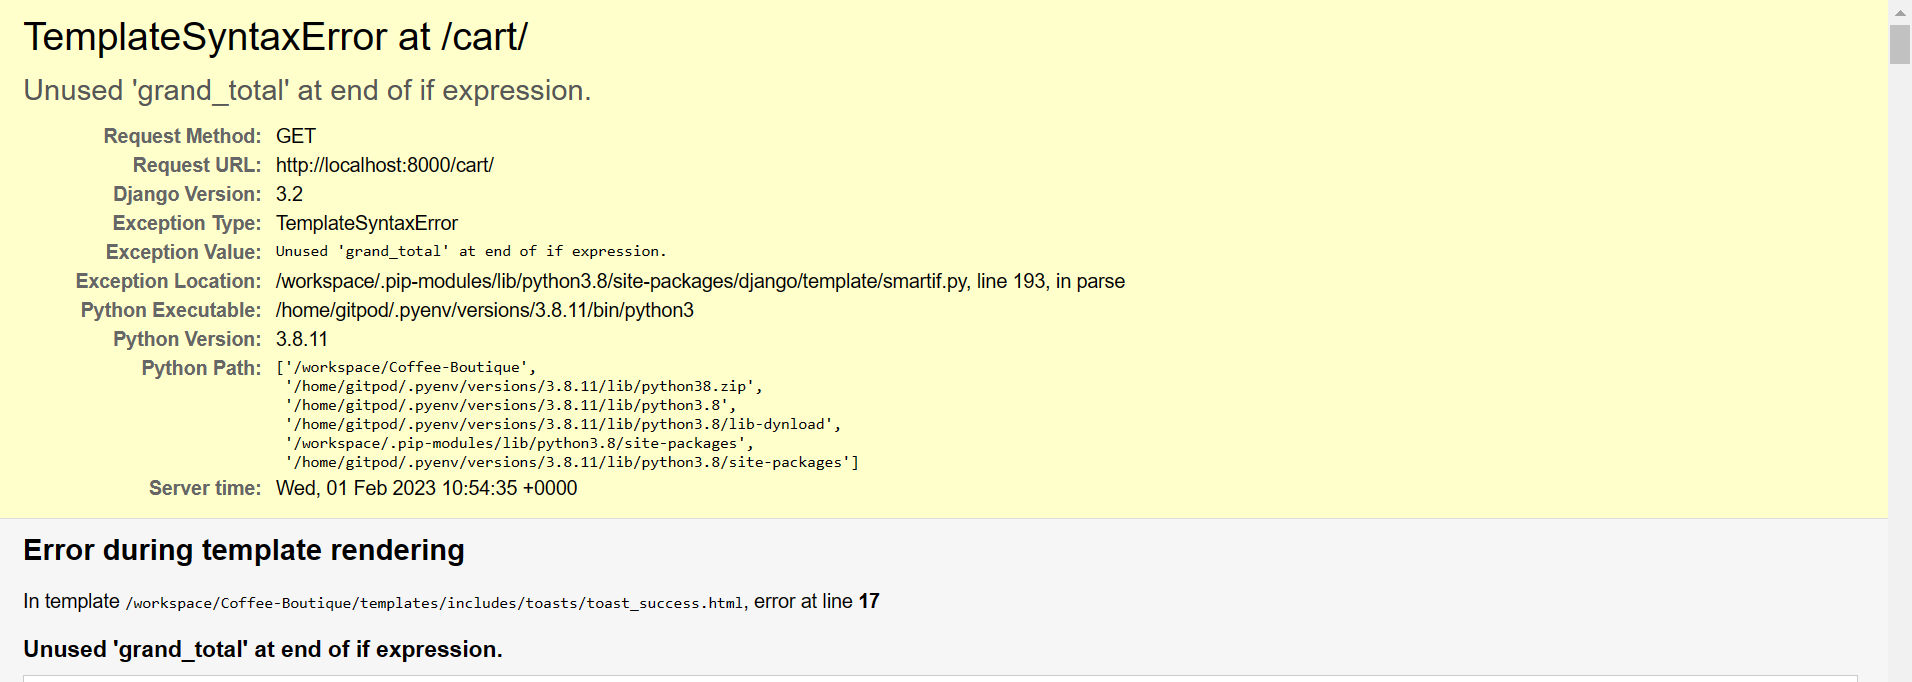 TemplateSyntaxError at /cart/
Unused 'grand_total' at end of if expression.
Request Method: GET
Request URL: http://localhost:8000/cart/
Django Version: 3.2
Exception Type: TemplateSyntaxError
Exception Value: Unused 'grand_total' at end of if expression.
Exception Location: /workspace/.pip-modules/lib/python3.8/site-packages/django/template/smartif.py, line 193, in parse
Python Executable: /home/gitpod/.pyenv/versions/3.8.11/bin/python3
Python Version: 3.8.11
Python Path: ['/workspace/Coffee-Boutique',
'/home/gitpod/.pyenv/versions/3.8.11/lib/python38.zip',
'/home/gitpod/.pyenv/versions/3.8.11/lib/python3.8',
'/home/gitpod/.pyenv/versions/3.8.11/lib/python3.8/lib-dynload',
'/workspace/.pip-modules/lib/python3.8/site-packages',
'/home/gitpod/.pyenv/versions/3.8.11/lib/python3.8/site-packages']
Server time: Wed, 01 Feb 2023 10:54:35 +0000
Error during template rendering
In template /workspace/Coffee-Boutique/templates/includes/toasts/toast_success.html, error at line 17
Unused 'grand_total' at end of if expression.